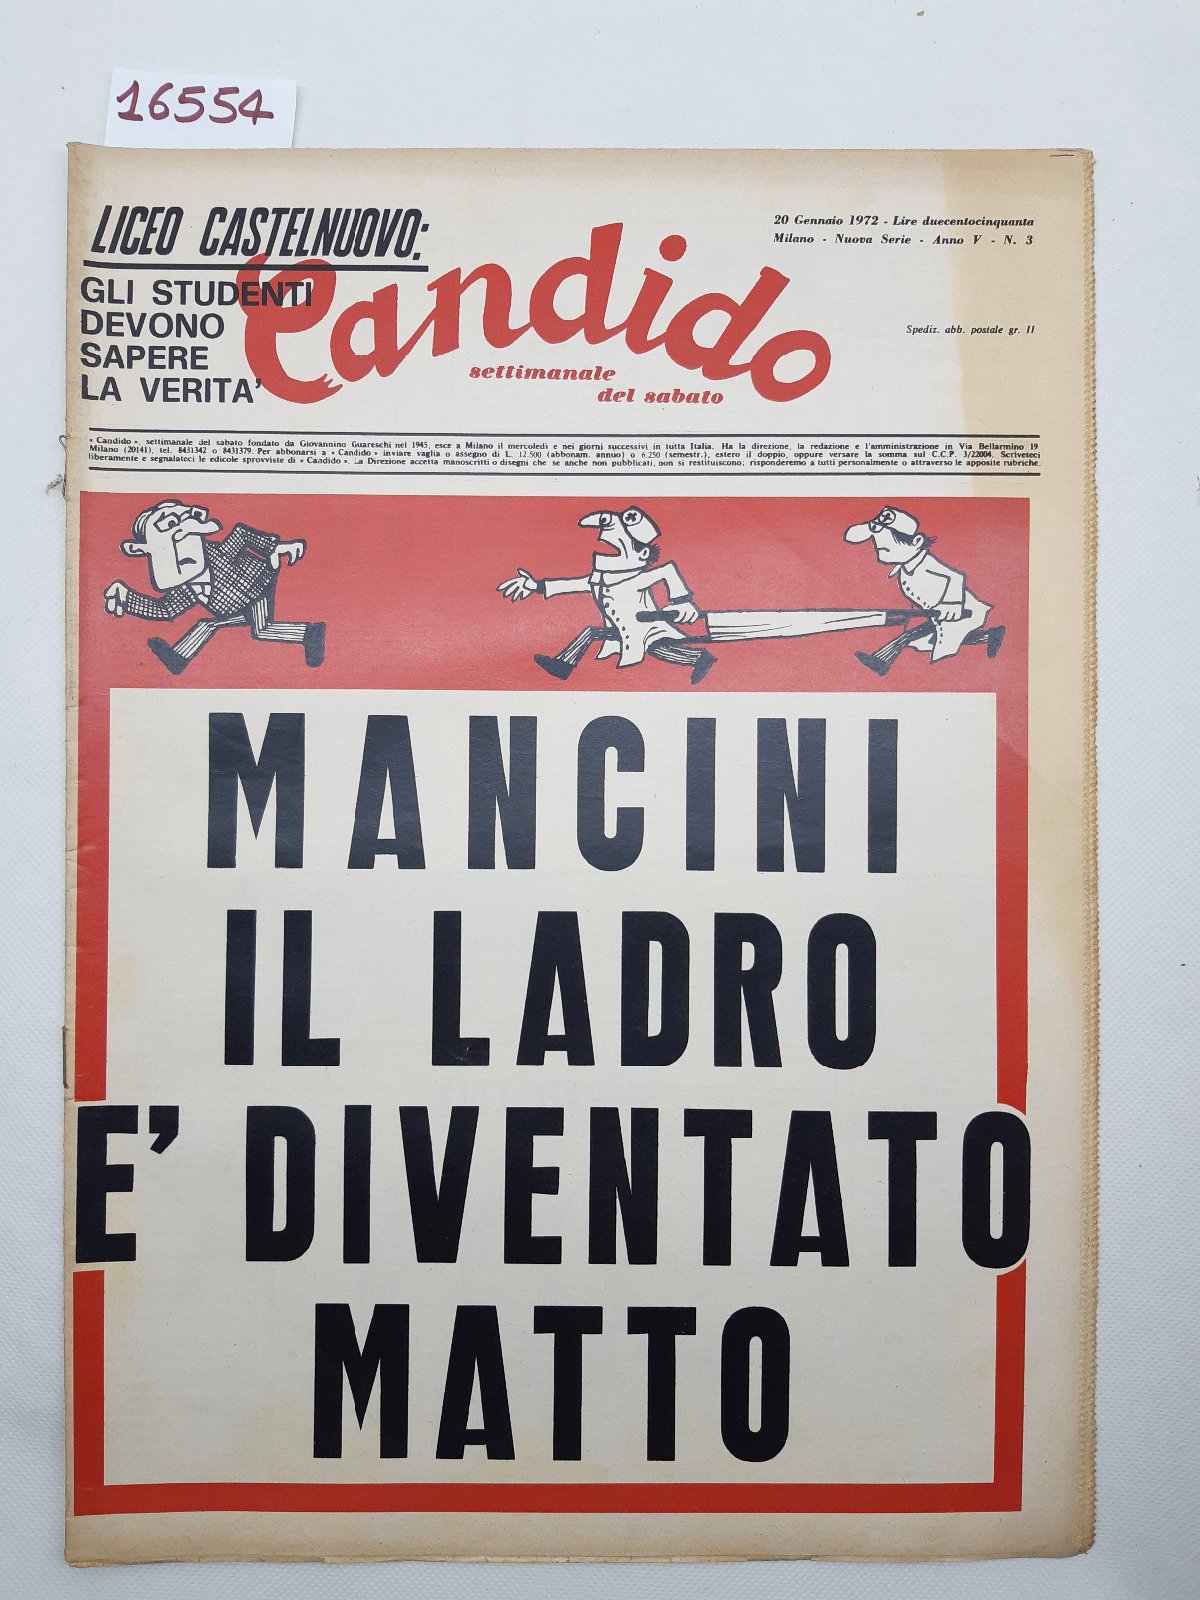 16554
LICEO CASTELNUOVO:
GLI STUDENTI
DEVONO
SAPERE
LA VERITA'
Candido
settimanale
del sabato
20 Gennaio 1972 - Lire duecentocinquanta
Milano - Nuova Serie - Anno V - N. 3
Spediz. abb. postale gr. II
« Candido », settimanale del sabato fondato da Giovannino Guareschi nel 1945, esce a Milano il mercoledì e nei giorni successivi in tutta Italia. Ha la direzione, la redazione e l'amministrazione in Via Bellarmino 19
Milano (20141), tel. 8431342 o 8431379. Per abbonarsi a « Candido » inviare vaglia o assegno di L. 12.500 (abbonam. annuo) o 6.250 (semestr.), estero il doppio, oppure versare la somma sul C.C.P. 3/22004. Scriveteci
liberamente e segnalateci le edicole sprovviste di « Candido ». La Direzione accetta manoscritti o disegni che se anche non pubblicati, non si restituiscono; risponderemo a tutti personalmente o attraverso le apposite rubriche.
MANCINI
IL LADRO
E' DIVENTATO
MATTO